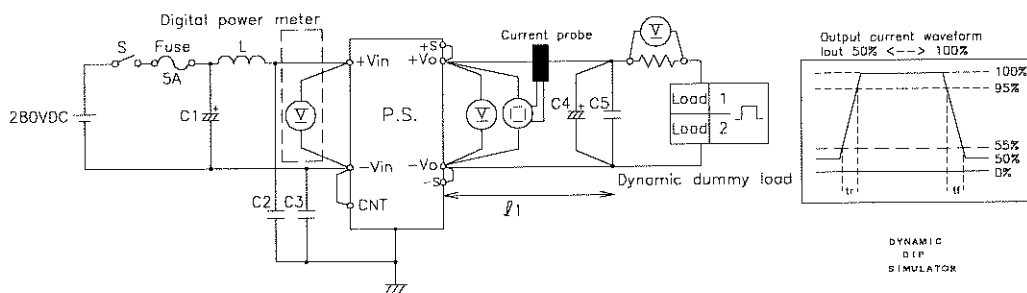 Digital power meter
S
Fuse
5A
L
280VDC
C1
C2
C3
V
+Vin
-Vin
CNT
P.S.
+S
+Vo
-Vo
-S
Current probe
V
C4
C5
V
Load 1
Load 2
Dynamic dummy load
ℓ1
Output current waveform
Iout 50% <--> 100%
100%
95%
55%
50%
0%
tr
tf
DYNAMIC
DIP
SIMULATOR